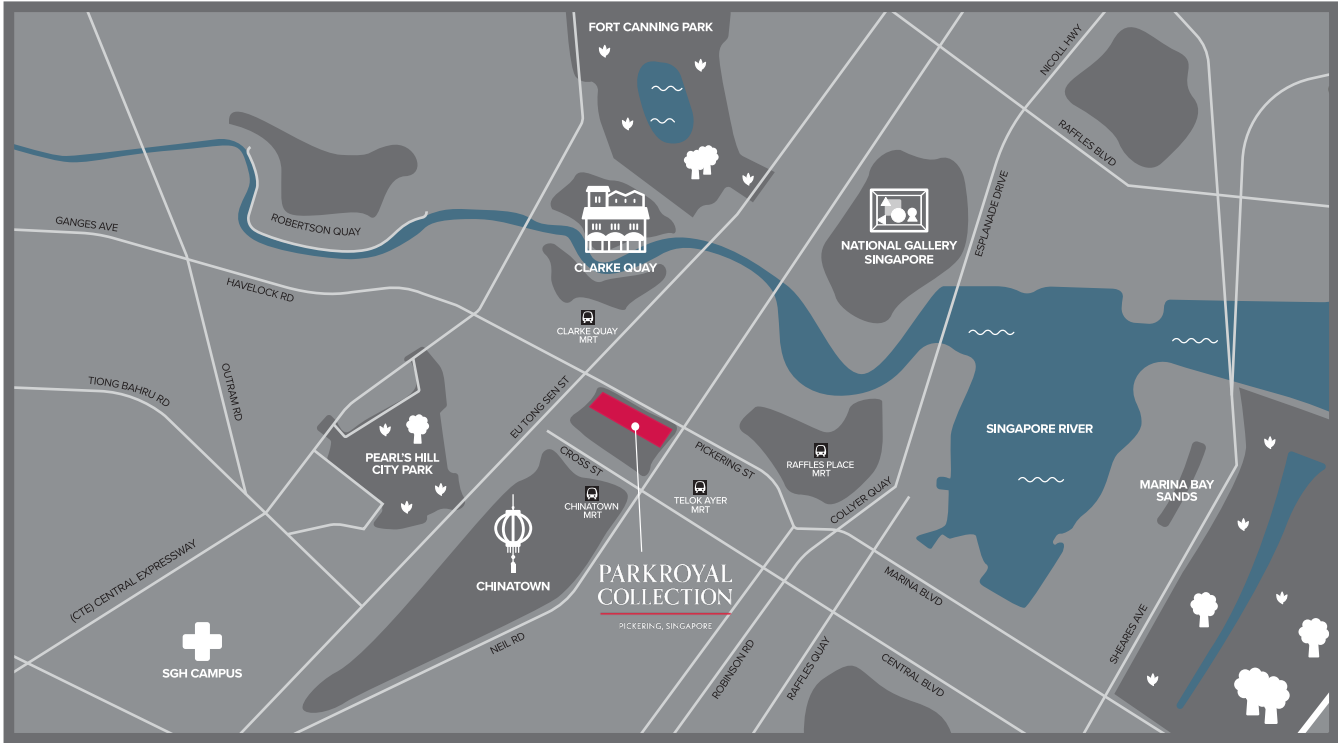 FORT CANNING PARK
NICOLL HWY
RAFFLES BLVD
ROBERTSON QUAY
GANGES AVE
ESPLANADE DRIVE
NATIONAL GALLERY
SINGAPORE
CLARKE QUAY
HAVELOCK RD
CLARKE QUAY
MRT
OUTRAM RD
TIONG BAHRU RD
EU TONG SEN ST
SINGAPORE RIVER
PEARL'S HILL
CITY PARK
CROSS ST
PICKERING ST
RAFFLES PLACE
MRT
COLLYER QUAY
MARINA BAY
SANDS
CHINATOWN
MRT
TELOK AYER
MRT
(CTE) CENTRAL EXPRESSWAY
CHINATOWN
PARKROYAL
COLLECTION
PICKERING, SINGAPORE
MARINA BLVD
NEIL RD
SHEARES AVE
SGH CAMPUS
ROBINSON RD
RAFFLES QUAY
CENTRAL BLVD